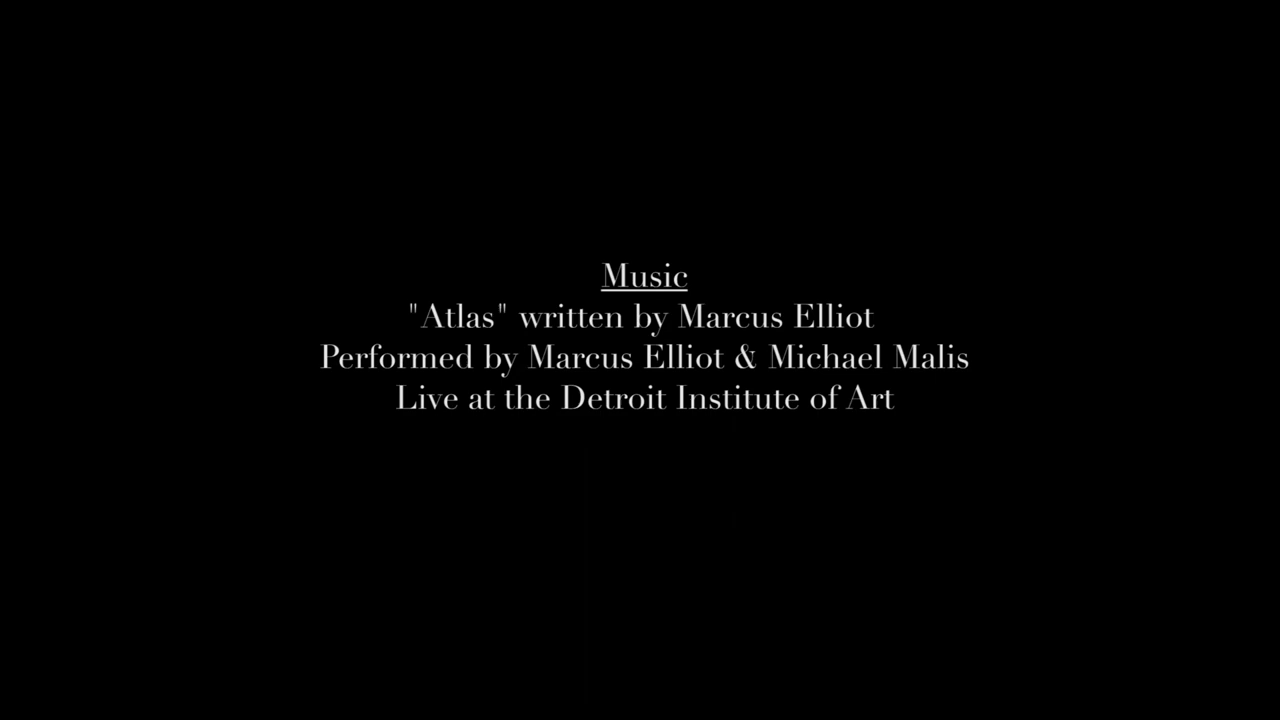 Music
"Atlas" written by Marcus Elliot
Performed by Marcus Elliot & Michael Malis
Live at the Detroit Institute of Art